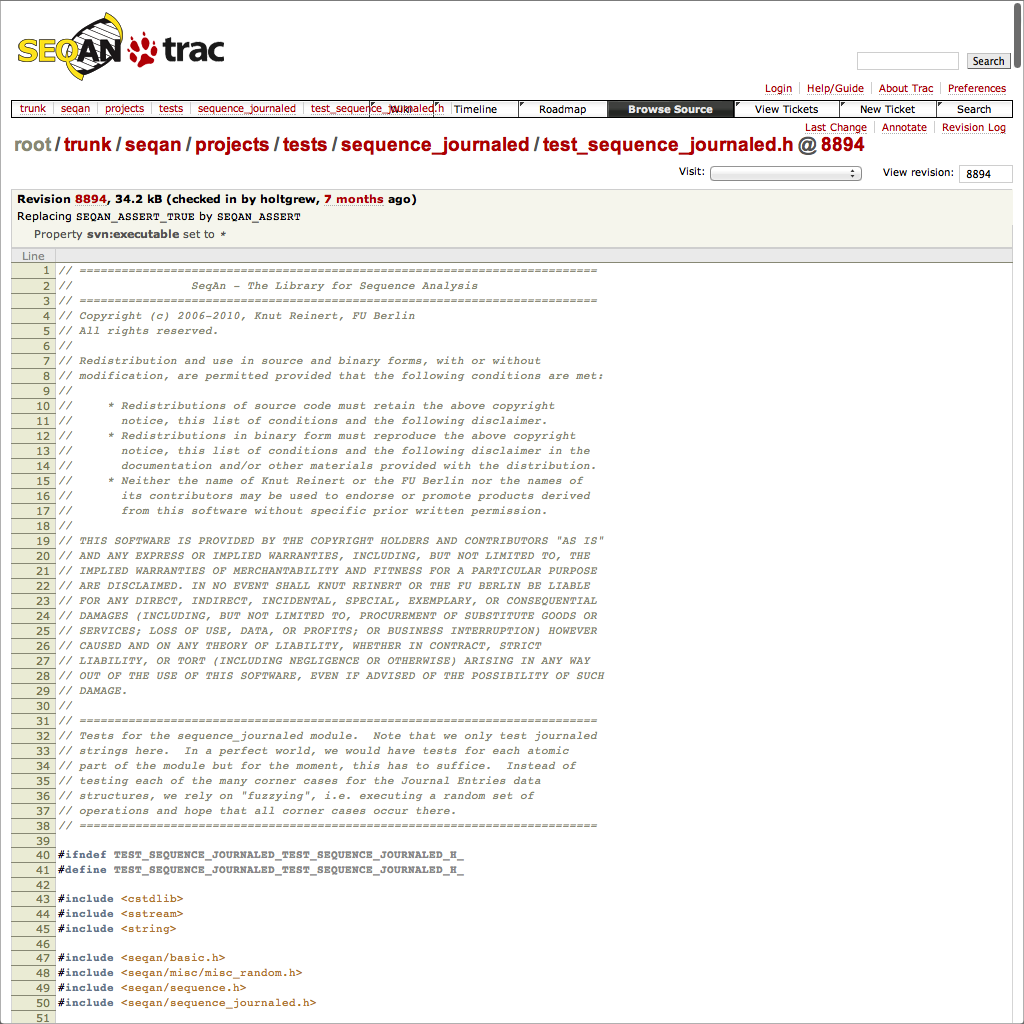 SEQAN trac
Search
Login Help/Guide About Trac Preferences
trunk seqan projects tests sequence_journaled test_sequence_journaled.h Wiki Timeline Roadmap Browse Source View Tickets New Ticket Search
Last Change Annotate Revision Log
root / trunk / seqan / projects / tests / sequence_journaled / test_sequence_journaled.h @ 8894
Visit: View revision: 8894
Revision 8894, 34.2 kB (checked in by holtgrew, 7 months ago)
Replacing SEQAN_ASSERT_TRUE by SEQAN_ASSERT
Property svn:executable set to *
Line
1 // ==========================================================================
2 //                 SeqAn - The Library for Sequence Analysis
3 // ==========================================================================
4 // Copyright (c) 2006-2010, Knut Reinert, FU Berlin
5 // All rights reserved.
6 //
7 // Redistribution and use in source and binary forms, with or without
8 // modification, are permitted provided that the following conditions are met:
9 //
10 //     * Redistributions of source code must retain the above copyright
11 //       notice, this list of conditions and the following disclaimer.
12 //     * Redistributions in binary form must reproduce the above copyright
13 //       notice, this list of conditions and the following disclaimer in the
14 //       documentation and/or other materials provided with the distribution.
15 //     * Neither the name of Knut Reinert or the FU Berlin nor the names of
16 //       its contributors may be used to endorse or promote products derived
17 //       from this software without specific prior written permission.
18 //
19 // THIS SOFTWARE IS PROVIDED BY THE COPYRIGHT HOLDERS AND CONTRIBUTORS "AS IS"
20 // AND ANY EXPRESS OR IMPLIED WARRANTIES, INCLUDING, BUT NOT LIMITED TO, THE
21 // IMPLIED WARRANTIES OF MERCHANTABILITY AND FITNESS FOR A PARTICULAR PURPOSE
22 // ARE DISCLAIMED. IN NO EVENT SHALL KNUT REINERT OR THE FU BERLIN BE LIABLE
23 // FOR ANY DIRECT, INDIRECT, INCIDENTAL, SPECIAL, EXEMPLARY, OR CONSEQUENTIAL
24 // DAMAGES (INCLUDING, BUT NOT LIMITED TO, PROCUREMENT OF SUBSTITUTE GOODS OR
25 // SERVICES; LOSS OF USE, DATA, OR PROFITS; OR BUSINESS INTERRUPTION) HOWEVER
26 // CAUSED AND ON ANY THEORY OF LIABILITY, WHETHER IN CONTRACT, STRICT
27 // LIABILITY, OR TORT (INCLUDING NEGLIGENCE OR OTHERWISE) ARISING IN ANY WAY
28 // OUT OF THE USE OF THIS SOFTWARE, EVEN IF ADVISED OF THE POSSIBILITY OF SUCH
29 // DAMAGE.
30 //
31 // ==========================================================================
32 // Tests for the sequence_journaled module.  Note that we only test journaled
33 // strings here.  In a perfect world, we would have tests for each atomic
34 // part of the module but for the moment, this has to suffice.  Instead of
35 // testing each of the many corner cases for the Journal Entries data
36 // structures, we rely on "fuzzying", i.e. executing a random set of
37 // operations and hope that all corner cases occur there.
38 // ==========================================================================
39
40 #ifndef TEST_SEQUENCE_JOURNALED_TEST_SEQUENCE_JOURNALED_H_
41 #define TEST_SEQUENCE_JOURNALED_TEST_SEQUENCE_JOURNALED_H_
42
43 #include <cstdlib>
44 #include <sstream>
45 #include <string>
46
47 #include <seqan/basic.h>
48 #include <seqan/misc/misc_random.h>
49 #include <seqan/sequence.h>
50 #include <seqan/sequence_journaled.h>
51